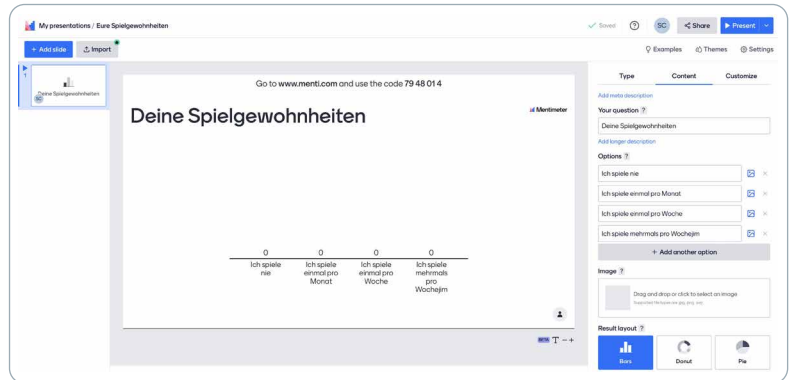 My presentations / Eure Spielgewohnheiten
Saved
?
SC
Share
Present
+ Add slide
Import
Examples
Themes
Settings
1
Deine Spielgewohnheiten
SC
Go to www.menti.com and use the code 79 48 01 4
Deine Spielgewohnheiten
Mentimeter
0
0
0
0
Ich spiele nie
Ich spiele einmal pro Monat
Ich spiele einmal pro Woche
Ich spiele mehrmals pro Wochejim
BETA T - +
Type
Content
Customize
Add meta description
Your question ?
Deine Spielgewohnheiten
Add longer description
Options ?
Ich spiele nie
Ich spiele einmal pro Monat
Ich spiele einmal pro Woche
Ich spiele mehrmals pro Wochejim
+ Add another option
Image ?
Drag and drop or click to select an image
Result layout ?
Bars
Donut
Pie